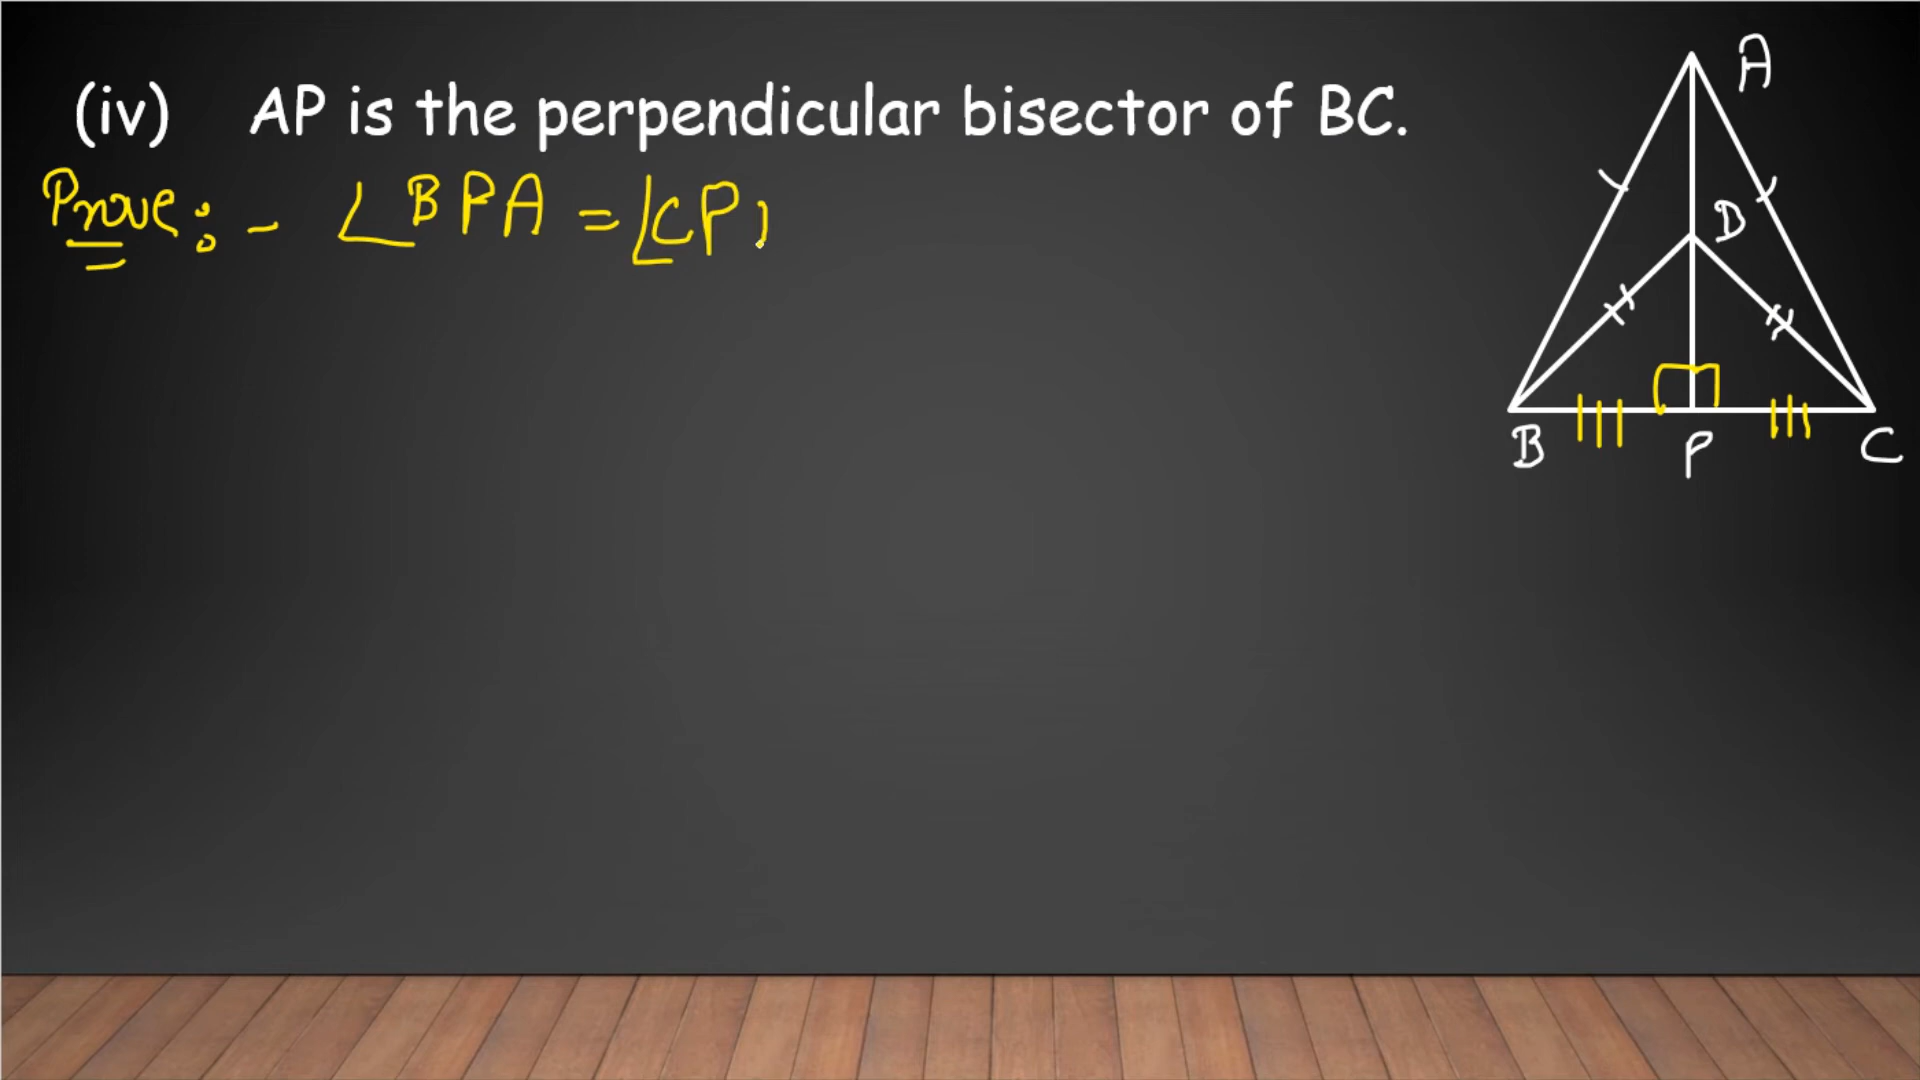 (iv) AP is the perpendicular bisector of BC.
Prove : - ∠BPA = ∠CP
A
D
B P C